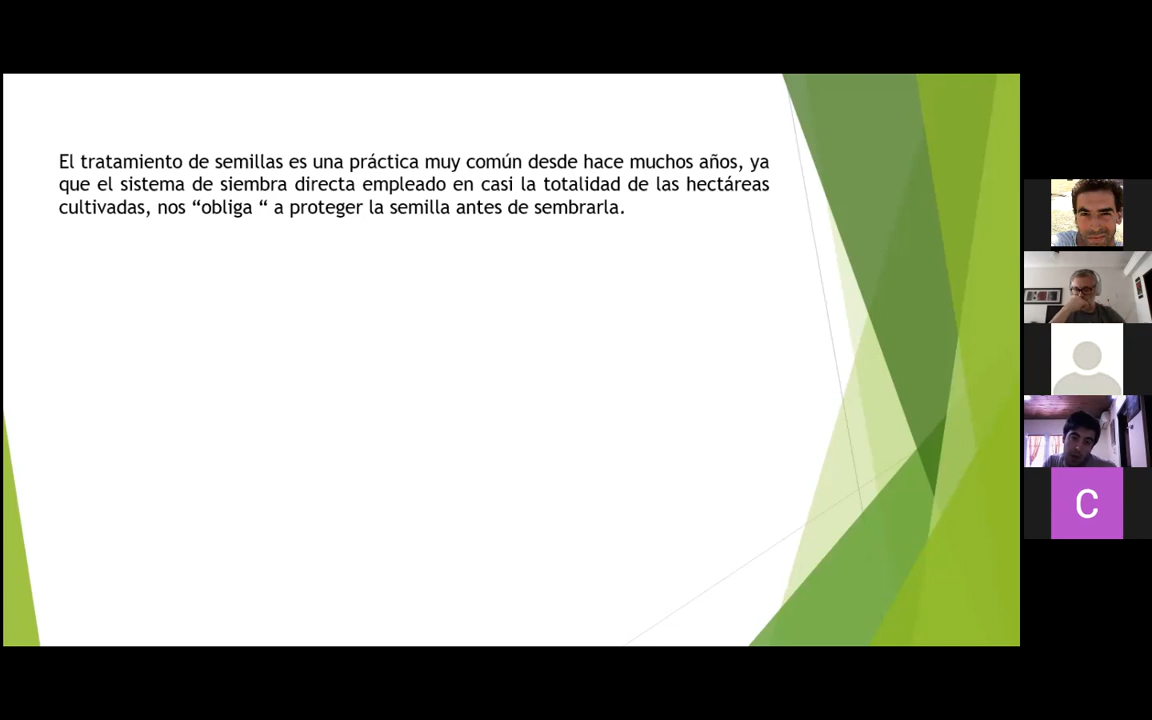 El tratamiento de semillas es una práctica muy común desde hace muchos años, ya
que el sistema de siembra directa empleado en casi la totalidad de las hectáreas
cultivadas, nos “obliga “ a proteger la semilla antes de sembrarla.
C